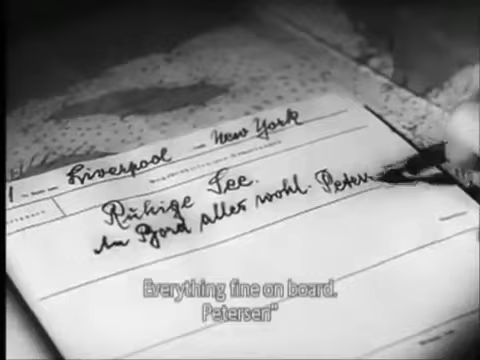 Liverpool - New York
Ruhige See.
An Bord alles wohl. Peter
Everything fine on board.
Petersen"